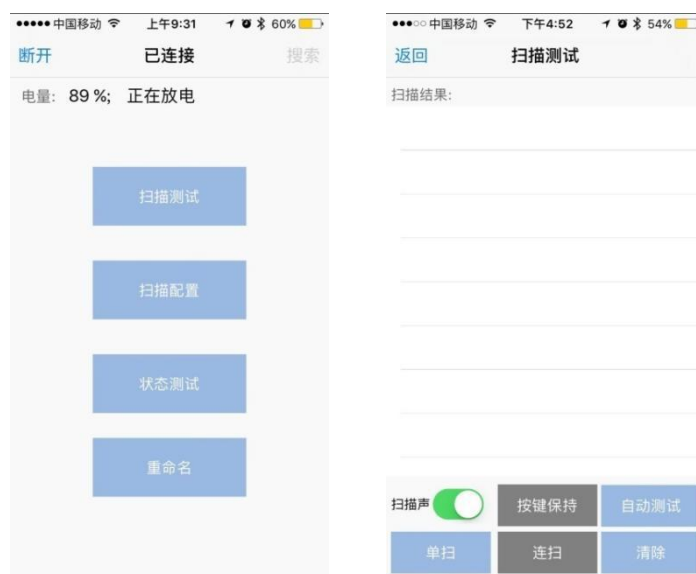 中国移动 上午9:31 60%
断开 已连接 搜索
电量: 89 %; 正在放电
扫描测试
扫描配置
状态测试
重命名
中国移动 下午4:52 54%
返回 扫描测试
扫描结果:
扫描声 按键保持 自动测试
单扫 连扫 清除